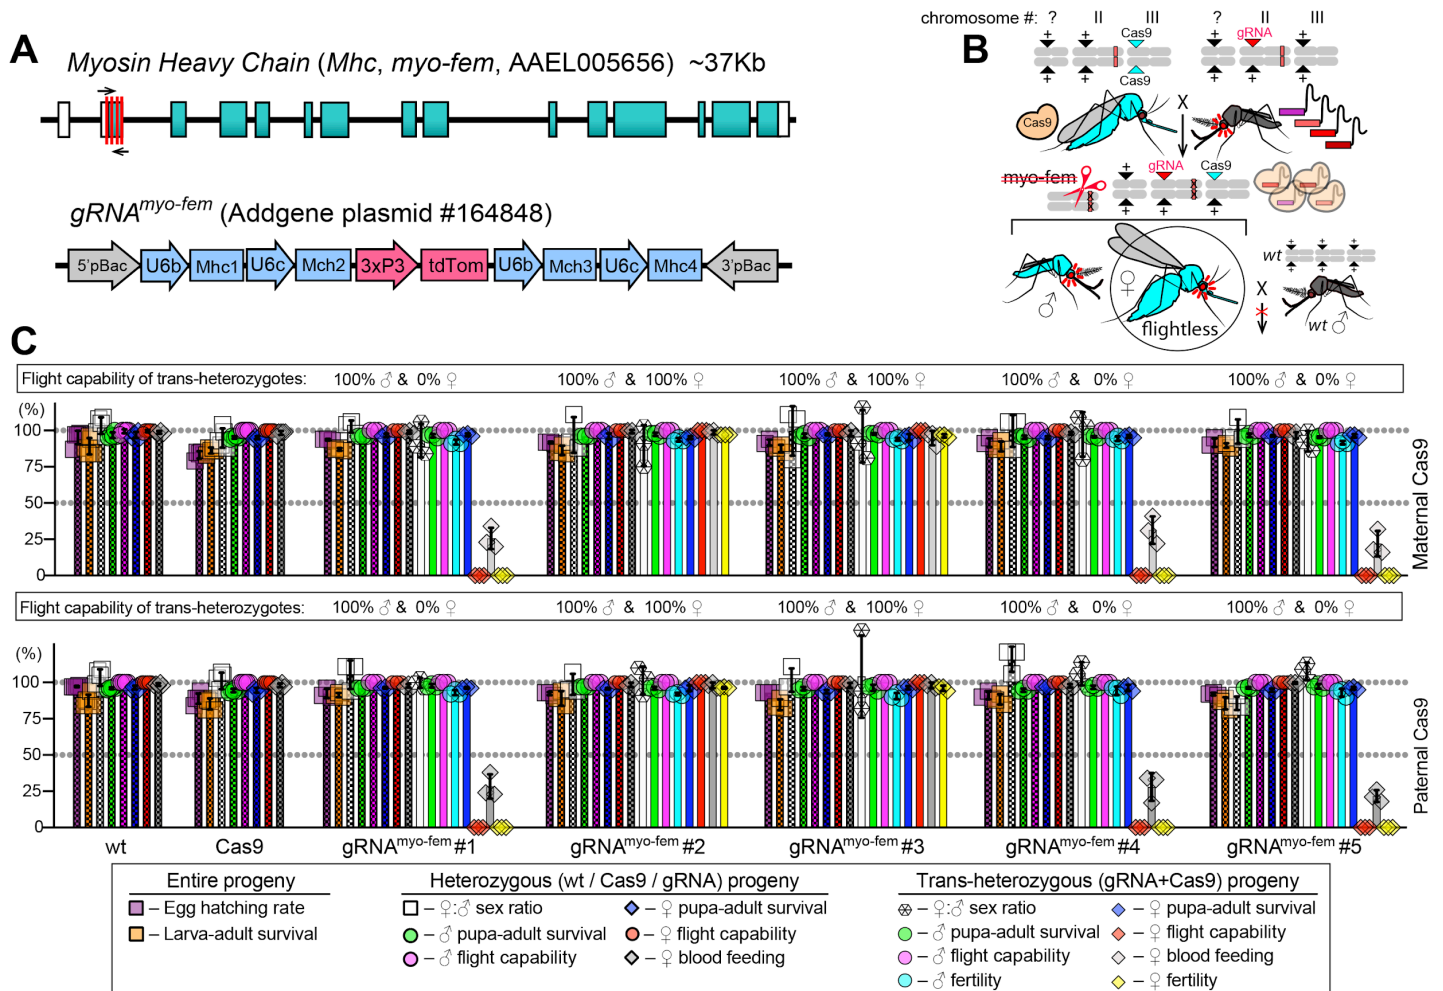 A
Myosin Heavy Chain (Mhc, myo-fem, AAEL005656) ~37Kb
gRNAmyo-fem (Addgene plasmid #164848)
5'pBac U6b Mhc1 U6c Mch2 3xP3 tdTom U6b Mch3 U6c Mhc4 3'pBac
B
chromosome #: ? II III ? II III
Cas9 gRNA
+ + + + +
+ + Cas9 + + +
Cas9 X
gRNA Cas9
myo-fem +
+ + +
wt + + +
+ + +
♂ ♀ X
flightless wt ♂
C
Flight capability of trans-heterozygotes: 100% ♂ & 0% ♀ 100% ♂ & 100% ♀ 100% ♂ & 100% ♀ 100% ♂ & 0% ♀ 100% ♂ & 0% ♀
(%)
100
75
50
25
0
Maternal Cas9
Flight capability of trans-heterozygotes: 100% ♂ & 0% ♀ 100% ♂ & 100% ♀ 100% ♂ & 100% ♀ 100% ♂ & 0% ♀ 100% ♂ & 0% ♀
(%)
100
75
50
25
0
Paternal Cas9
wt Cas9 gRNAmyo-fem #1 gRNAmyo-fem #2 gRNAmyo-fem #3 gRNAmyo-fem #4 gRNAmyo-fem #5
Entire progeny
– Egg hatching rate
– Larva-adult survival
Heterozygous (wt / Cas9 / gRNA) progeny
– ♀:♂ sex ratio – ♀ pupa-adult survival
– ♂ pupa-adult survival – ♀ flight capability
– ♂ flight capability – ♀ blood feeding
Trans-heterozygous (gRNA+Cas9) progeny
– ♀:♂ sex ratio – ♀ pupa-adult survival
– ♂ pupa-adult survival – ♀ flight capability
– ♂ flight capability – ♀ blood feeding
– ♂ fertility – ♀ fertility